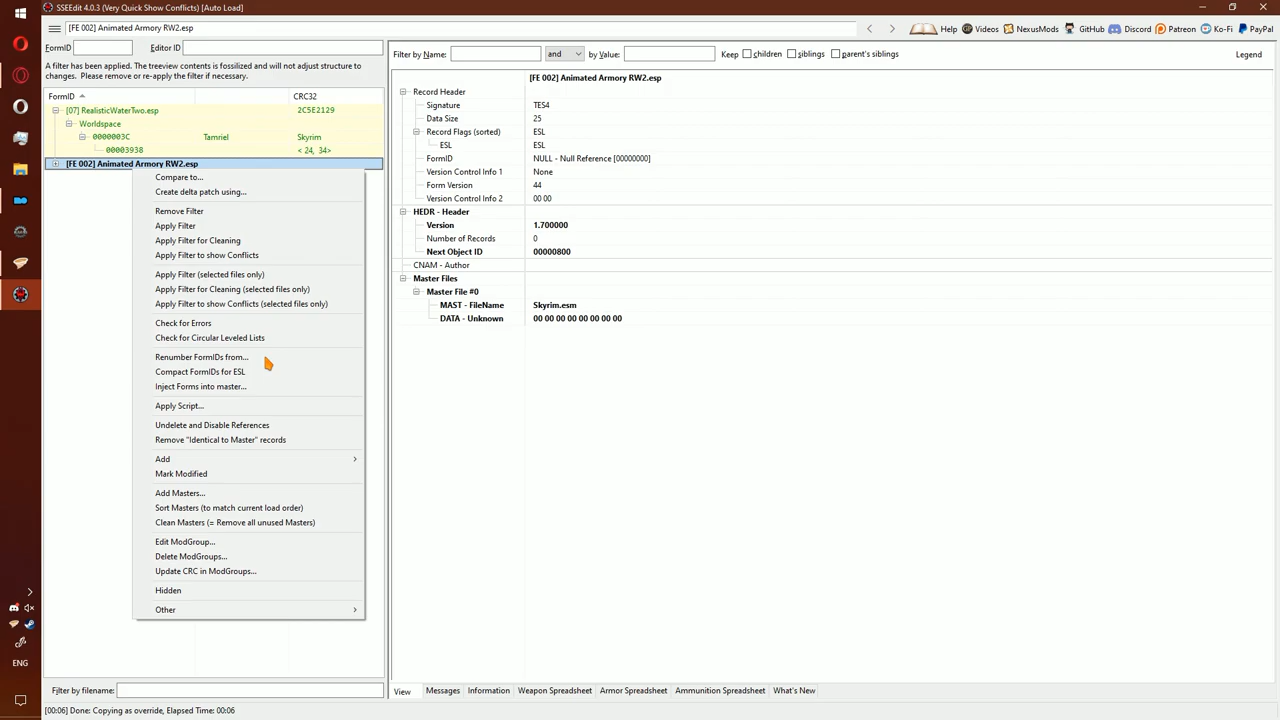 SSEEdit 4.0.3 (Very Quick Show Conflicts) [Auto Load]
[FE 002] Animated Armory RW2.esp
Help
Videos
NexusMods
GitHub
Discord
Patreon
Ko-Fi
PayPal
FormID
Editor ID
A filter has been applied. The treeview contents is fossilized and will not adjust structure to
changes. Please remove or re-apply the filter if necessary.
FormID CRC32
[07] RealisticWaterTwo.esp 2C5E2129
Worldspace
0000003C Tamriel Skyrim
00003938 < 24, 34>
[FE 002] Animated Armory RW2.esp
Compare to...
Create delta patch using...
Remove Filter
Apply Filter
Apply Filter for Cleaning
Apply Filter to show Conflicts
Apply Filter (selected files only)
Apply Filter for Cleaning (selected files only)
Apply Filter to show Conflicts (selected files only)
Check for Errors
Check for Circular Leveled Lists
Renumber FormIDs from...
Compact FormIDs for ESL
Inject Forms into master...
Apply Script...
Undelete and Disable References
Remove "Identical to Master" records
Add
Mark Modified
Add Masters...
Sort Masters (to match current load order)
Clean Masters (= Remove all unused Masters)
Edit ModGroup...
Delete ModGroups...
Update CRC in ModGroups...
Hidden
Other
Filter by filename:
[00:06] Done: Copying as override, Elapsed Time: 00:06
Filter by Name: and by Value: Keep children siblings parent's siblings Legend
[FE 002] Animated Armory RW2.esp
Record Header
Signature TES4
Data Size 25
Record Flags (sorted) ESL
ESL ESL
FormID NULL - Null Reference [00000000]
Version Control Info 1 None
Form Version 44
Version Control Info 2 00 00
HEDR - Header
Version 1.700000
Number of Records 0
Next Object ID 00000800
CNAM - Author
Master Files
Master File #0
MAST - FileName Skyrim.esm
DATA - Unknown 00 00 00 00 00 00 00 00
View Messages Information Weapon Spreadsheet Armor Spreadsheet Ammunition Spreadsheet What's New
ENG